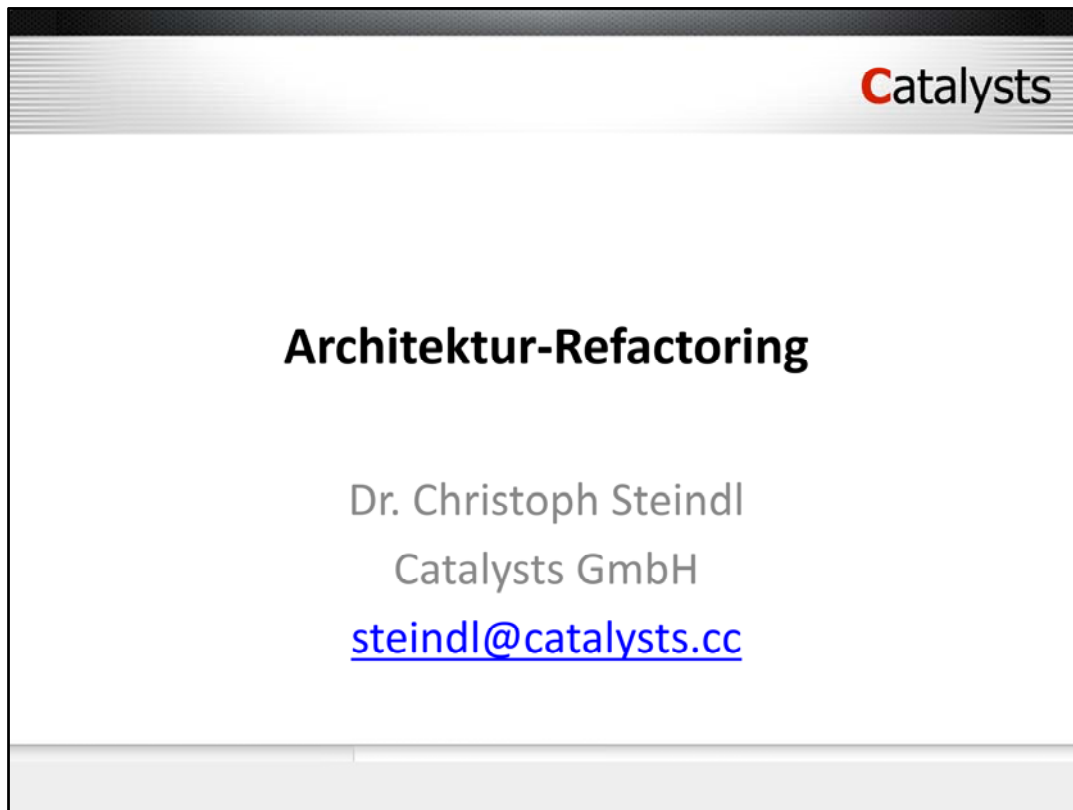 Catalysts
Architektur-Refactoring
Dr. Christoph Steindl
Catalysts GmbH
steindl@catalysts.cc